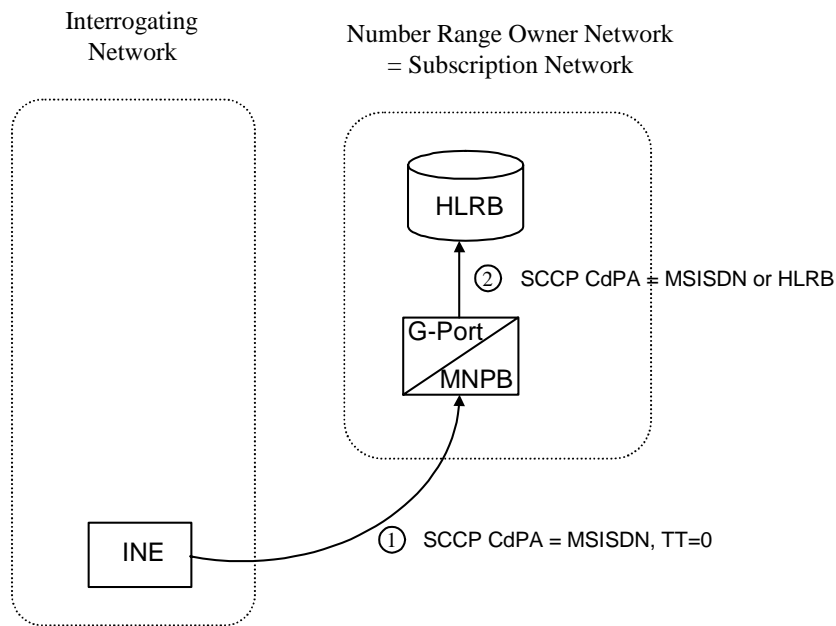 Interrogating
Network
Number Range Owner Network
= Subscription Network
HLRB
② SCCP CdPA = MSISDN or HLRB
G-Port
MNPB
INE
① SCCP CdPA = MSISDN, TT=0